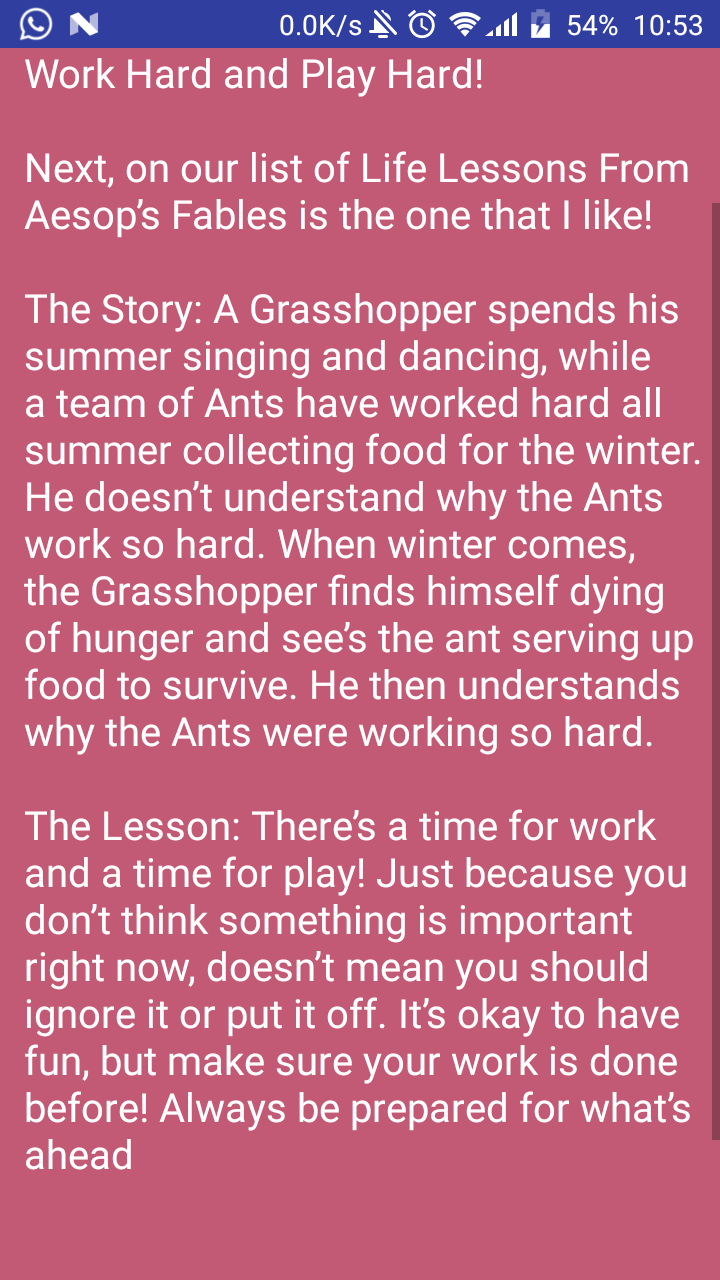 0.0K/s 54% 10:53
Work Hard and Play Hard!
Next, on our list of Life Lessons From
Aesop’s Fables is the one that I like!
The Story: A Grasshopper spends his
summer singing and dancing, while
a team of Ants have worked hard all
summer collecting food for the winter.
He doesn’t understand why the Ants
work so hard. When winter comes,
the Grasshopper finds himself dying
of hunger and see’s the ant serving up
food to survive. He then understands
why the Ants were working so hard.
The Lesson: There’s a time for work
and a time for play! Just because you
don’t think something is important
right now, doesn’t mean you should
ignore it or put it off. It’s okay to have
fun, but make sure your work is done
before! Always be prepared for what’s
ahead